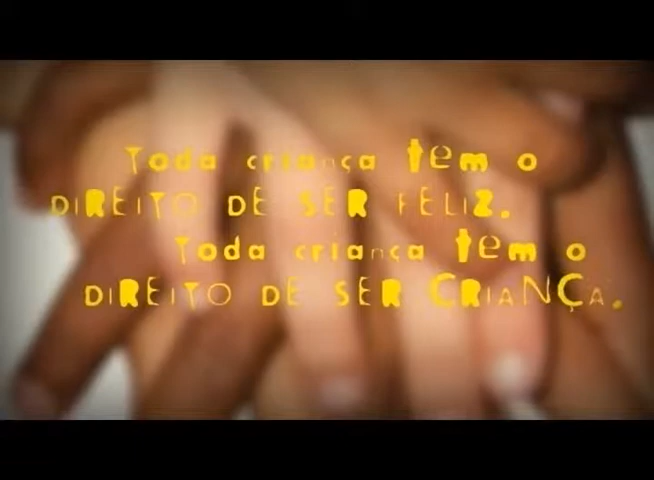 Toda criança tem o
DIREITO DE SER FELIZ.
Toda criança tem o
DIREITO DE SER CRIANÇA.